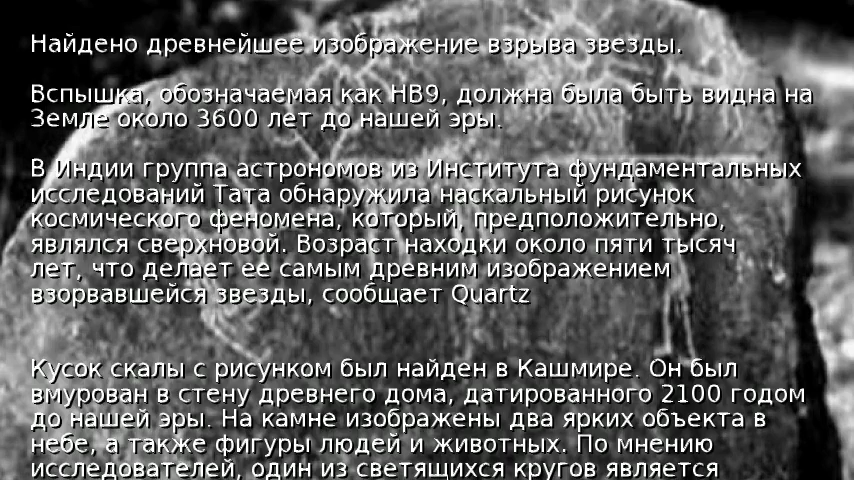 Найдено древнейшее изображение взрыва звезды.
Вспышка, обозначаемая как HB9, должна была быть видна на
Земле около 3600 лет до нашей эры.
В Индии группа астрономов из Института фундаментальных
исследований Тата обнаружила наскальный рисунок
космического феномена, который, предположительно,
являлся сверхновой. Возраст находки около пяти тысяч
лет, что делает ее самым древним изображением
взорвавшейся звезды, сообщает Quartz
Кусок скалы с рисунком был найден в Кашмире. Он был
вмурован в стену древнего дома, датированного 2100 годом
до нашей эры. На камне изображены два ярких объекта в
небе, а также фигуры людей и животных. По мнению
исследователей, один из светящихся кругов является